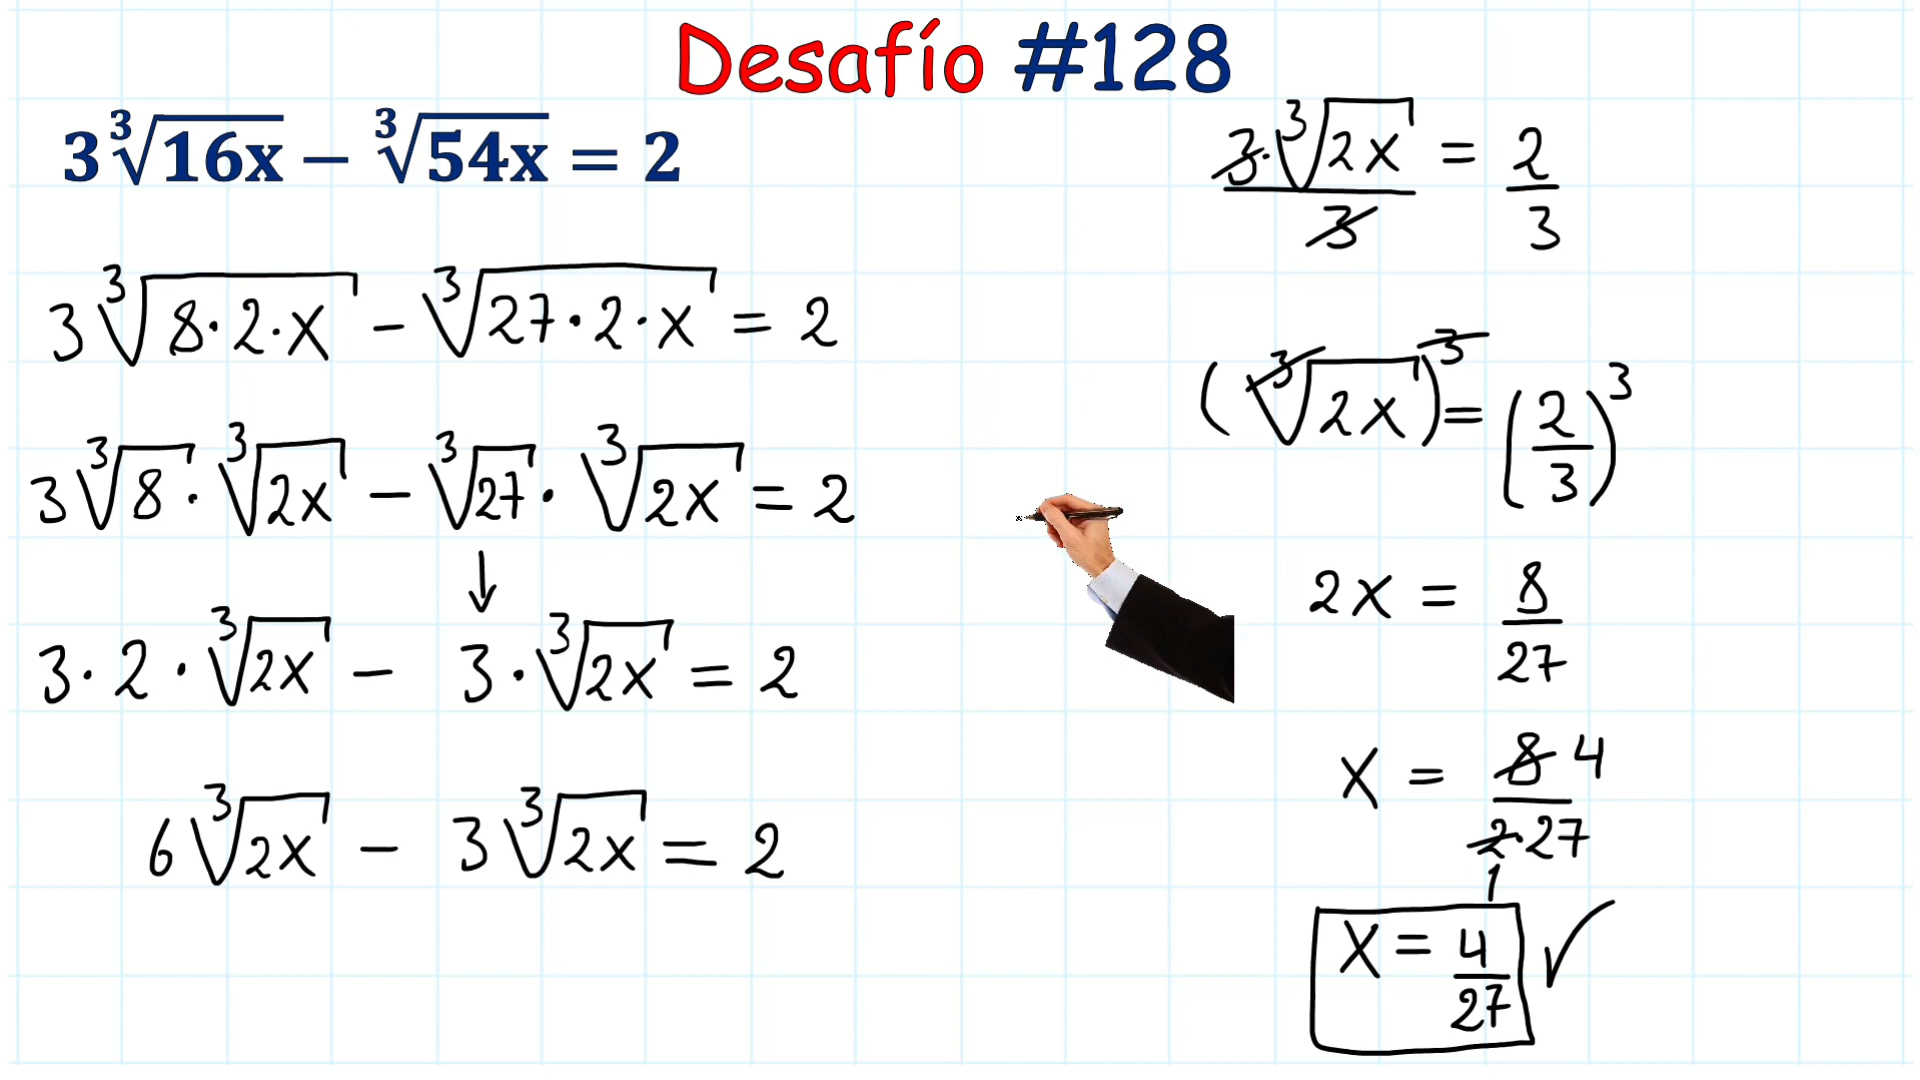 Desafío #128
3∛16x − ∛54x = 2
3∛8·2·x − ∛27·2·x = 2
3∛8 · ∛2x − ∛27 · ∛2x = 2
↓
3·2·∛2x − 3·∛2x = 2
6∛2x − 3∛2x = 2
3·∛2x/3 = 2/3
(∛2x)³ = (2/3)³
2x = 8/27
x = 8 4/2·27
1
x = 4/27 ✓